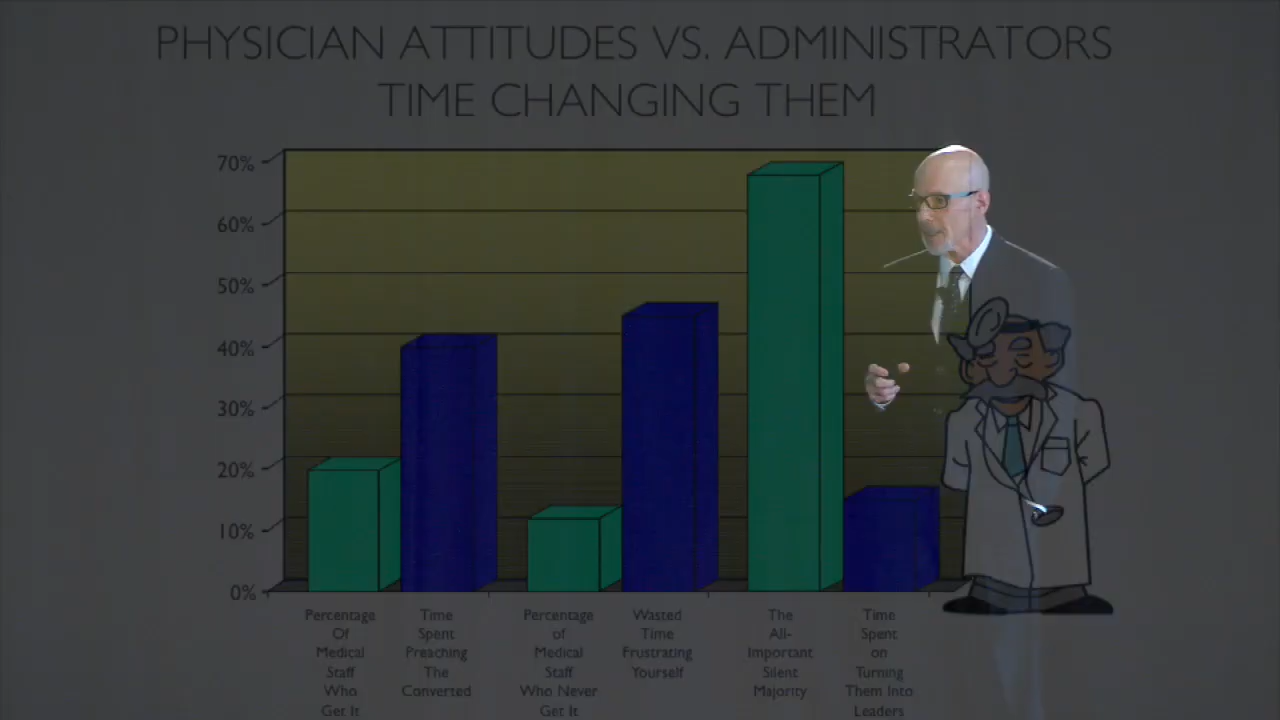 PHYSICIAN ATTITUDES VS. ADMINISTRATORS
TIME CHANGING THEM
70%
60%
50%
40%
30%
20%
10%
0%
Percentage
Of
Medical
Staff
Who
Get It
Time
Spent
Preaching
The
Converted
Percentage
of
Medical
Staff
Who Never
Get It
Wasted
Time
Frustrating
Yourself
The
All-
Important
Silent
Majority
Time
Spent
on
Turning
Them Into
Leaders